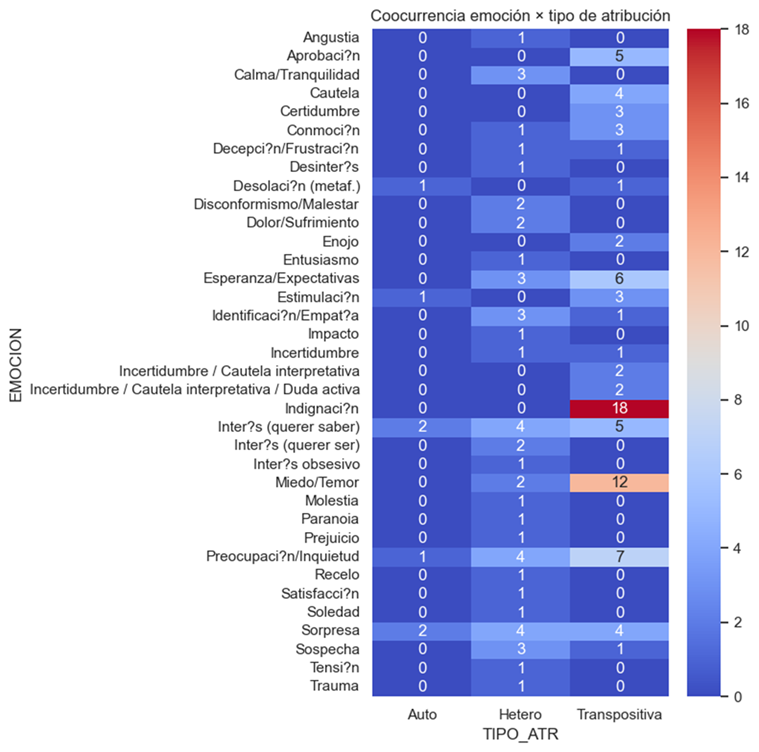 Coocurrencia emoción × tipo de atribución
Angustia 0 1 0
Aprobaci?n 0 0 5
Calma/Tranquilidad 0 3 0
Cautela 0 0 4
Certidumbre 0 0 3
Conmoci?n 0 1 3
Decepci?n/Frustraci?n 0 1 1
Desinter?s 0 1 0
Desolaci?n (metaf.) 1 0 1
Disconformismo/Malestar 0 2 0
Dolor/Sufrimiento 0 2 0
Enojo 0 0 2
Entusiasmo 0 1 0
Esperanza/Expectativas 0 3 6
Estimulaci?n 1 0 3
Identificaci?n/Empat?a 0 3 1
Impacto 0 1 0
Incertidumbre 0 1 1
Incertidumbre / Cautela interpretativa 0 0 2
Incertidumbre / Cautela interpretativa / Duda activa 0 0 2
Indignaci?n 0 0 18
Inter?s (querer saber) 2 4 5
Inter?s (querer ser) 0 2 0
Inter?s obsesivo 0 1 0
Miedo/Temor 0 2 12
Molestia 0 1 0
Paranoia 0 1 0
Prejuicio 0 1 0
Preocupaci?n/Inquietud 1 4 7
Recelo 0 1 0
Satisfacci?n 0 1 0
Soledad 0 1 0
Sorpresa 2 4 4
Sospecha 0 3 1
Tensi?n 0 1 0
Trauma 0 1 0
Auto Hetero Transpositiva
TIPO_ATR
EMOCION
18
16
14
12
10
8
6
4
2
0